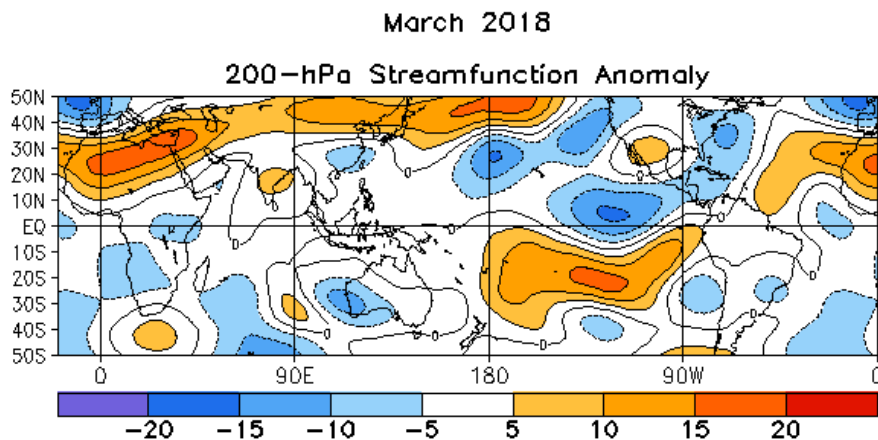 March 2018
200-hPa Streamfunction Anomaly
50N
40N
30N
20N
10N
EQ
10S
20S
30S
40S
50S
0 90E 180 90W 0
-20 -15 -10 -5 5 10 15 20